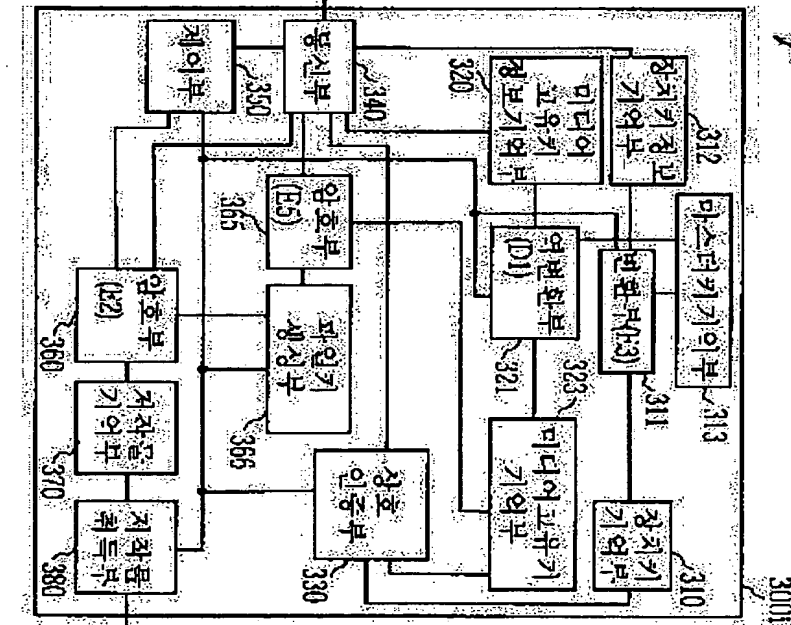 마스터키기억부
313
장치키정보
기억부
312
변환부(F3)
311
장치키
기억부
310
미디어
고유키
정보기억부
320
역변환부
(D1)
321
미디어고유키
기억부
323
상호
인증부
330
통신부
340
제어부
350
암호부
(E5)
365
파일키
생성부
366
암호부
(E2)
360
저작물
기억부
370
저작물
취득부
380